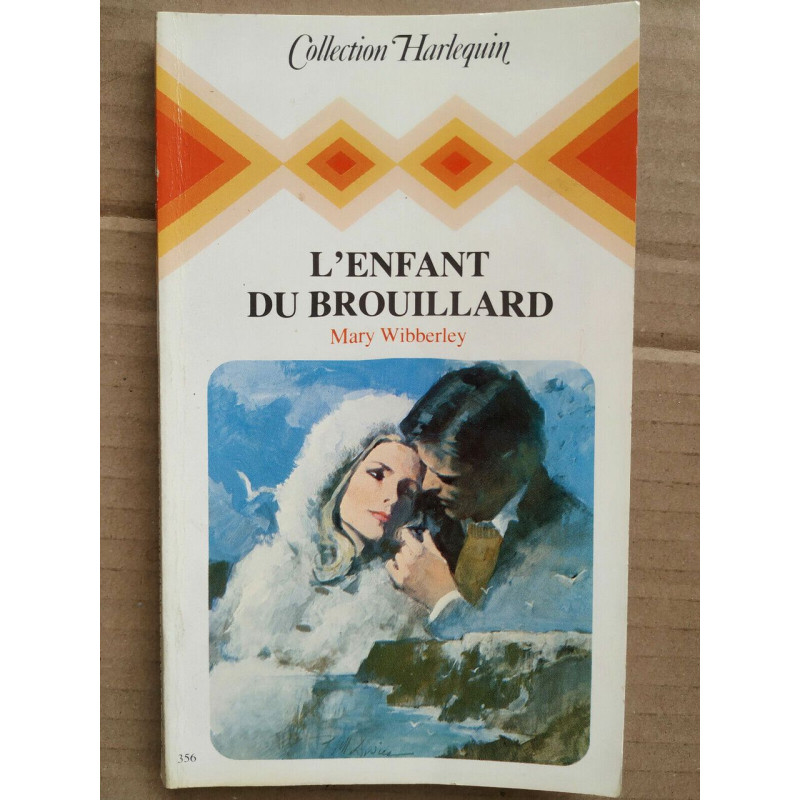 Collection Harlequin
L'ENFANT
DU BROUILLARD
Mary Wibberley
356